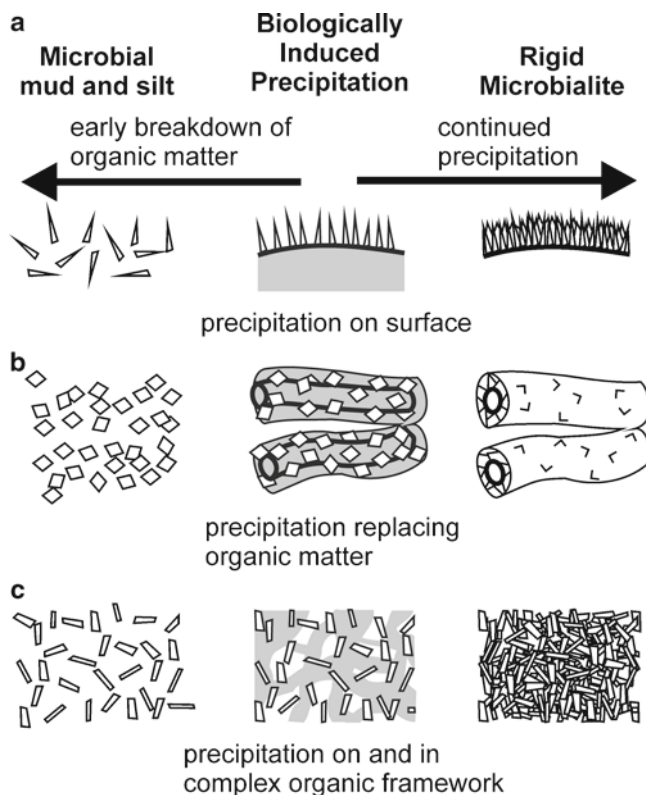 a
Microbial
mud and silt
Biologically
Induced
Precipitation
Rigid
Microbialite
early breakdown of
organic matter
continued
precipitation
precipitation on surface
b
precipitation replacing
organic matter
c
precipitation on and in
complex organic framework